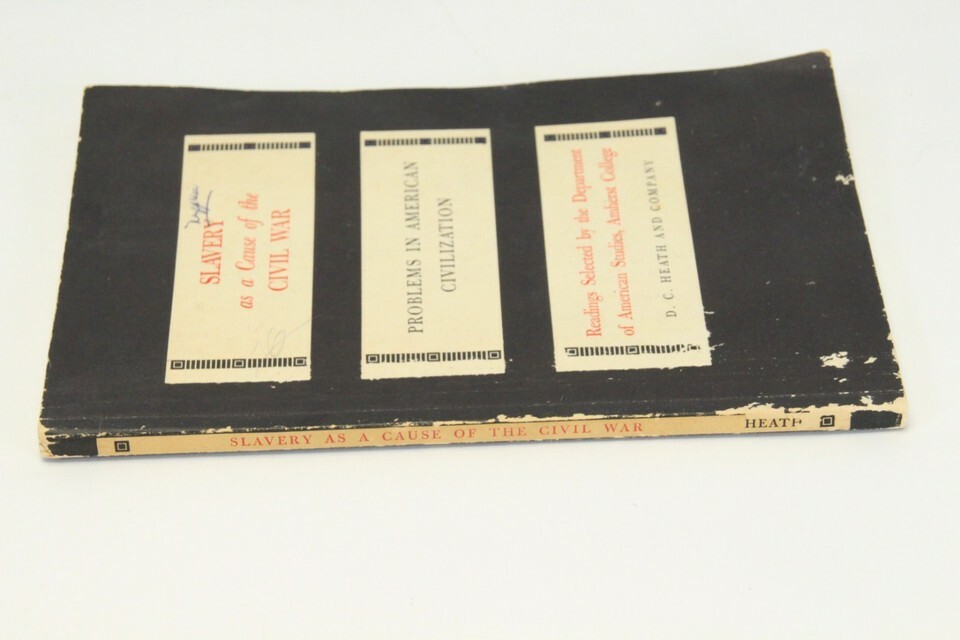 SLAVERY
as a Cause of the
CIVIL WAR
PROBLEMS IN AMERICAN
CIVILIZATION
Readings Selected by the Department
of American Studies, Amherst College
D. C. HEATH AND COMPANY
SLAVERY AS A CAUSE OF THE CIVIL WAR
HEATH